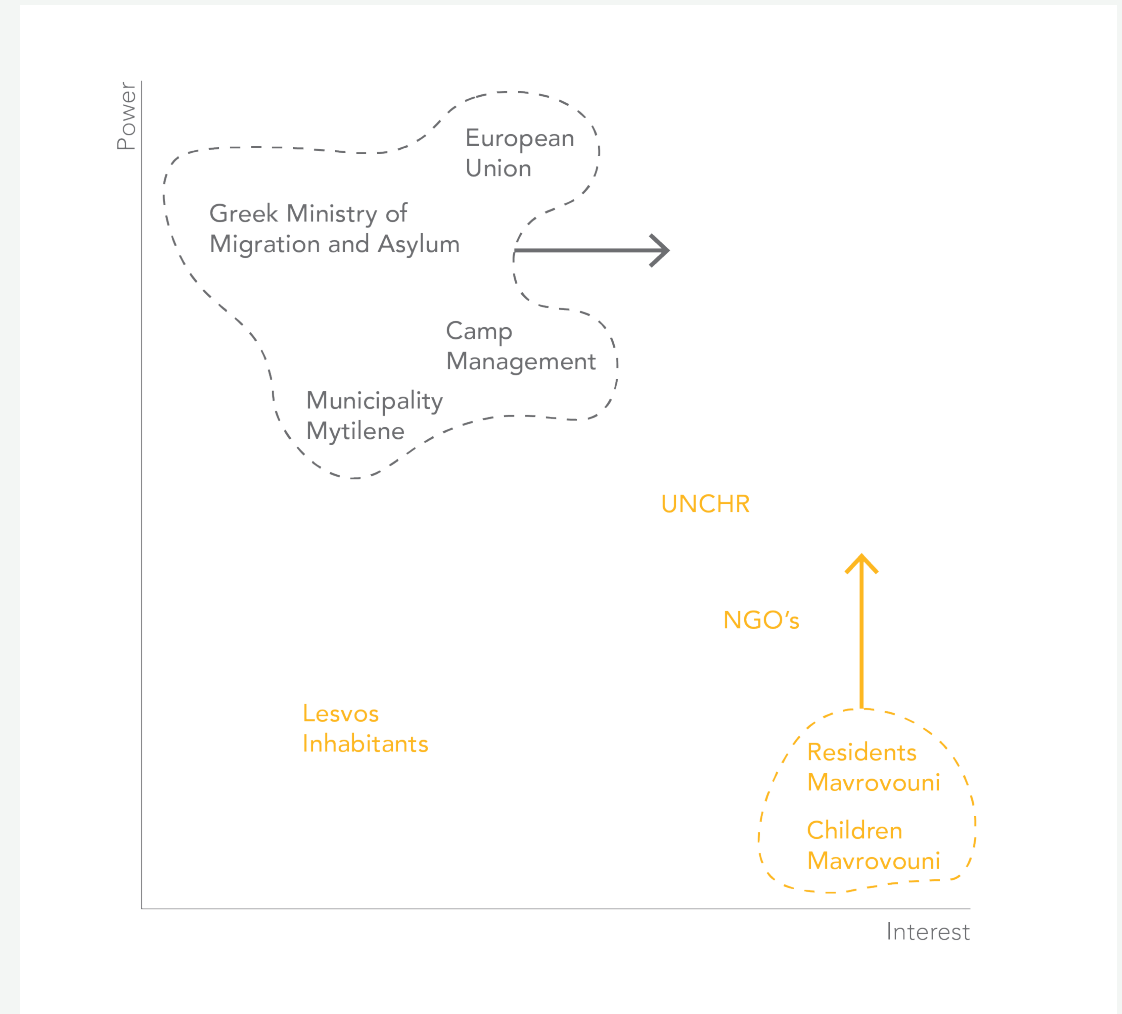 Power
European
Union
Greek Ministry of
Migration and Asylum
Camp
Management
Municipality
Mytilene
UNCHR
NGO’s
Lesvos
Inhabitants
Residents
Mavrovouni
Children
Mavrovouni
Interest